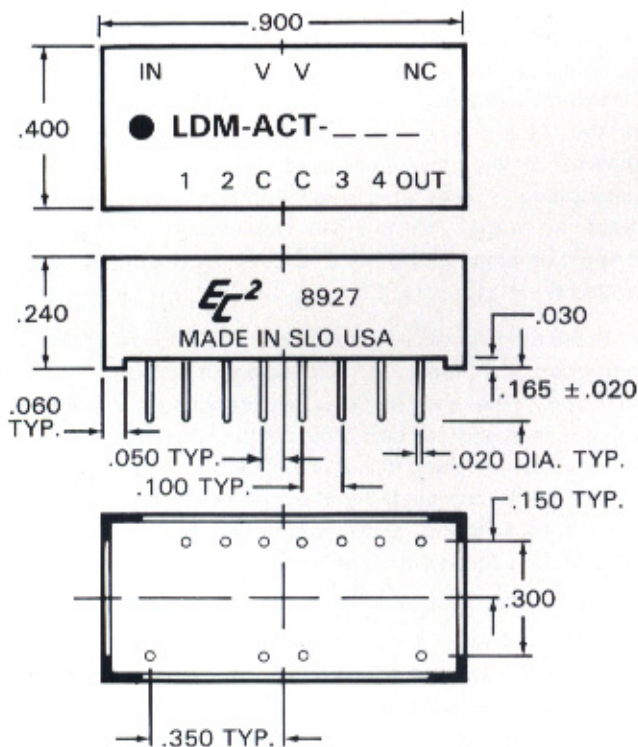 .900
IN V V NC
.400
LDM-ACT-_ _ _
1 2 C C 3 4 OUT
.240
EC²
8927
MADE IN SLO USA
.030
.165 ±.020
.060
TYP.
.050 TYP.
.020 DIA. TYP.
.100 TYP.
.150 TYP.
.300
.350 TYP.